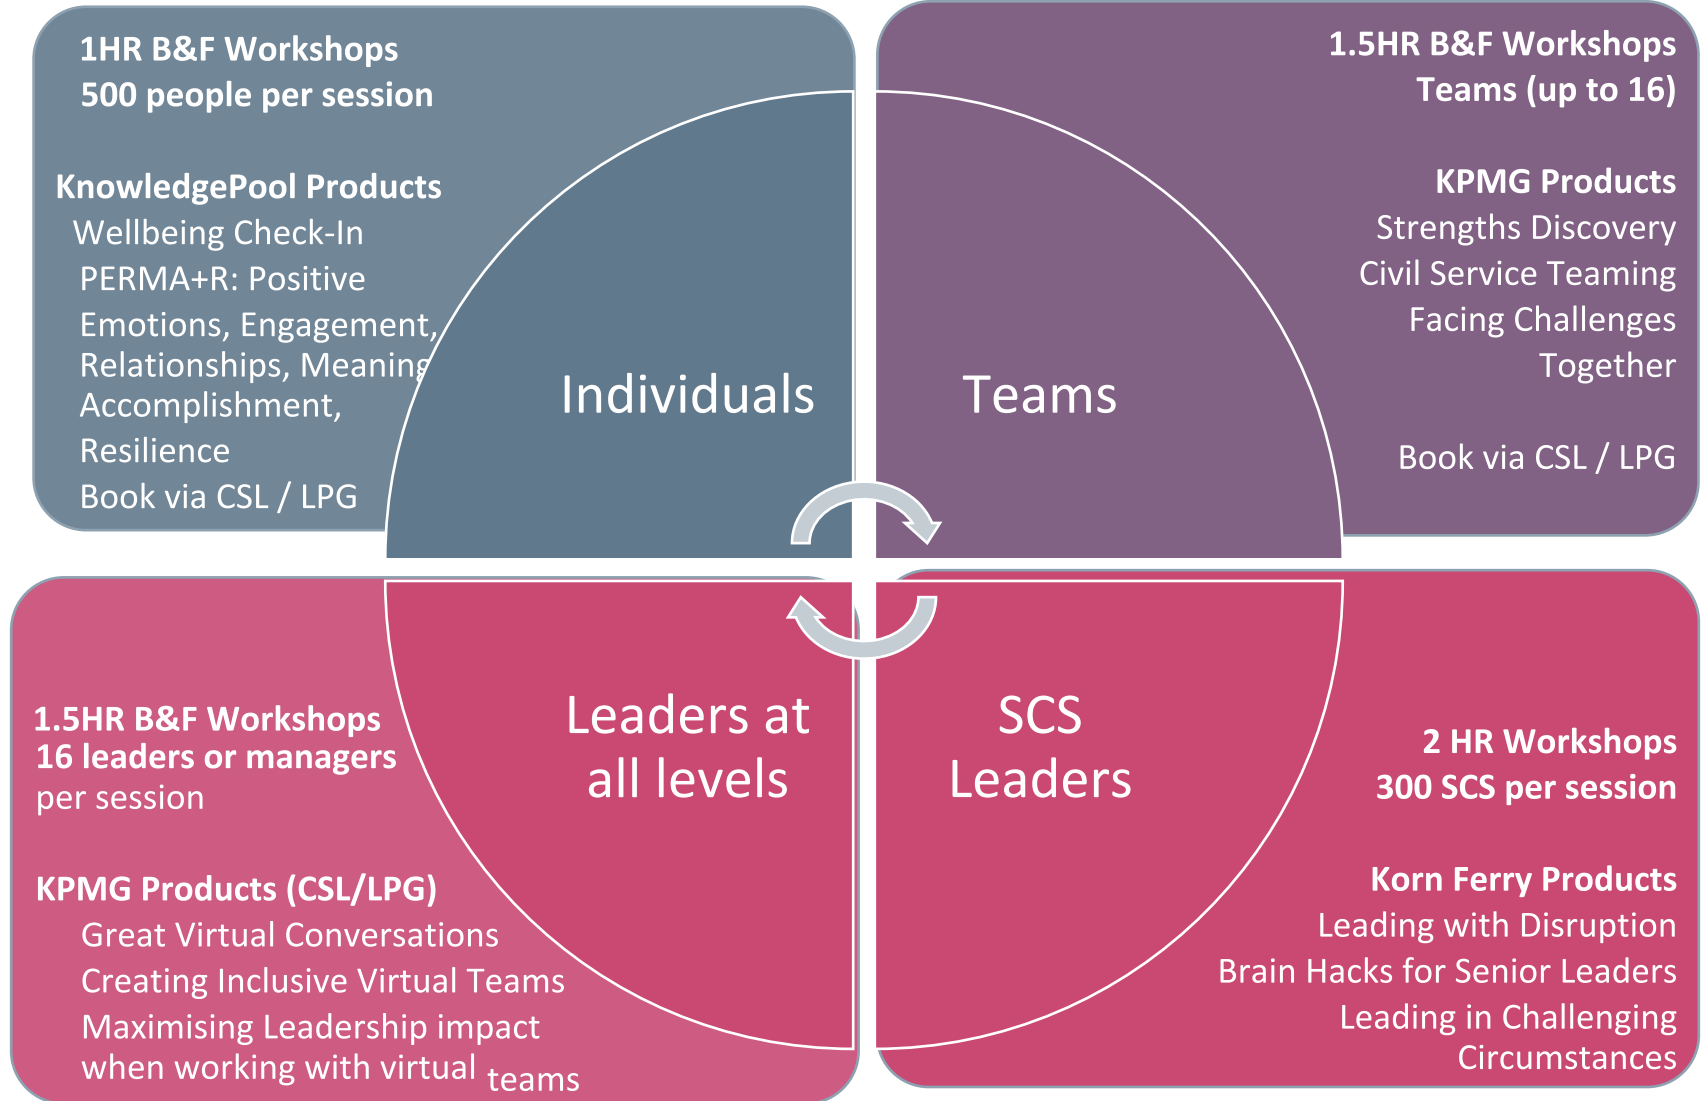 1HR B&F Workshops
500 people per session
KnowledgePool Products
Wellbeing Check-In
PERMA+R: Positive
Emotions, Engagement,
Relationships, Meaning
Accomplishment,
Resilience
Book via CSL / LPG
Individuals
1.5HR B&F Workshops
Teams (up to 16)
KPMG Products
Strengths Discovery
Civil Service Teaming
Facing Challenges
Together
Book via CSL / LPG
Teams
1.5HR B&F Workshops
16 leaders or managers
per session
KPMG Products (CSL/LPG)
Great Virtual Conversations
Creating Inclusive Virtual Teams
Maximising Leadership impact
when working with virtual teams
Leaders at
all levels
SCS
Leaders
2 HR Workshops
300 SCS per session
Korn Ferry Products
Leading with Disruption
Brain Hacks for Senior Leaders
Leading in Challenging
Circumstances